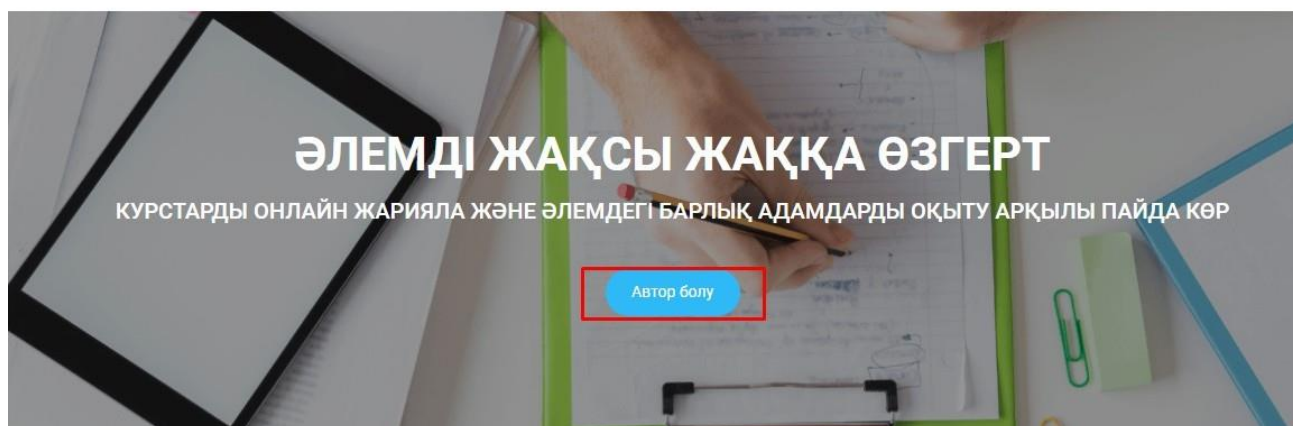 ӘЛЕМДІ ЖАҚСЫ ЖАҚҚА ӨЗГЕРТ
КУРСТАРДЫ ОНЛАЙН ЖАРИЯЛА ЖӘНЕ ӘЛЕМДЕГІ БАРЛЫҚ АДАМДАРДЫ ОҚЫТУ АРҚЫЛЫ ПАЙДА КӨР
Автор болу